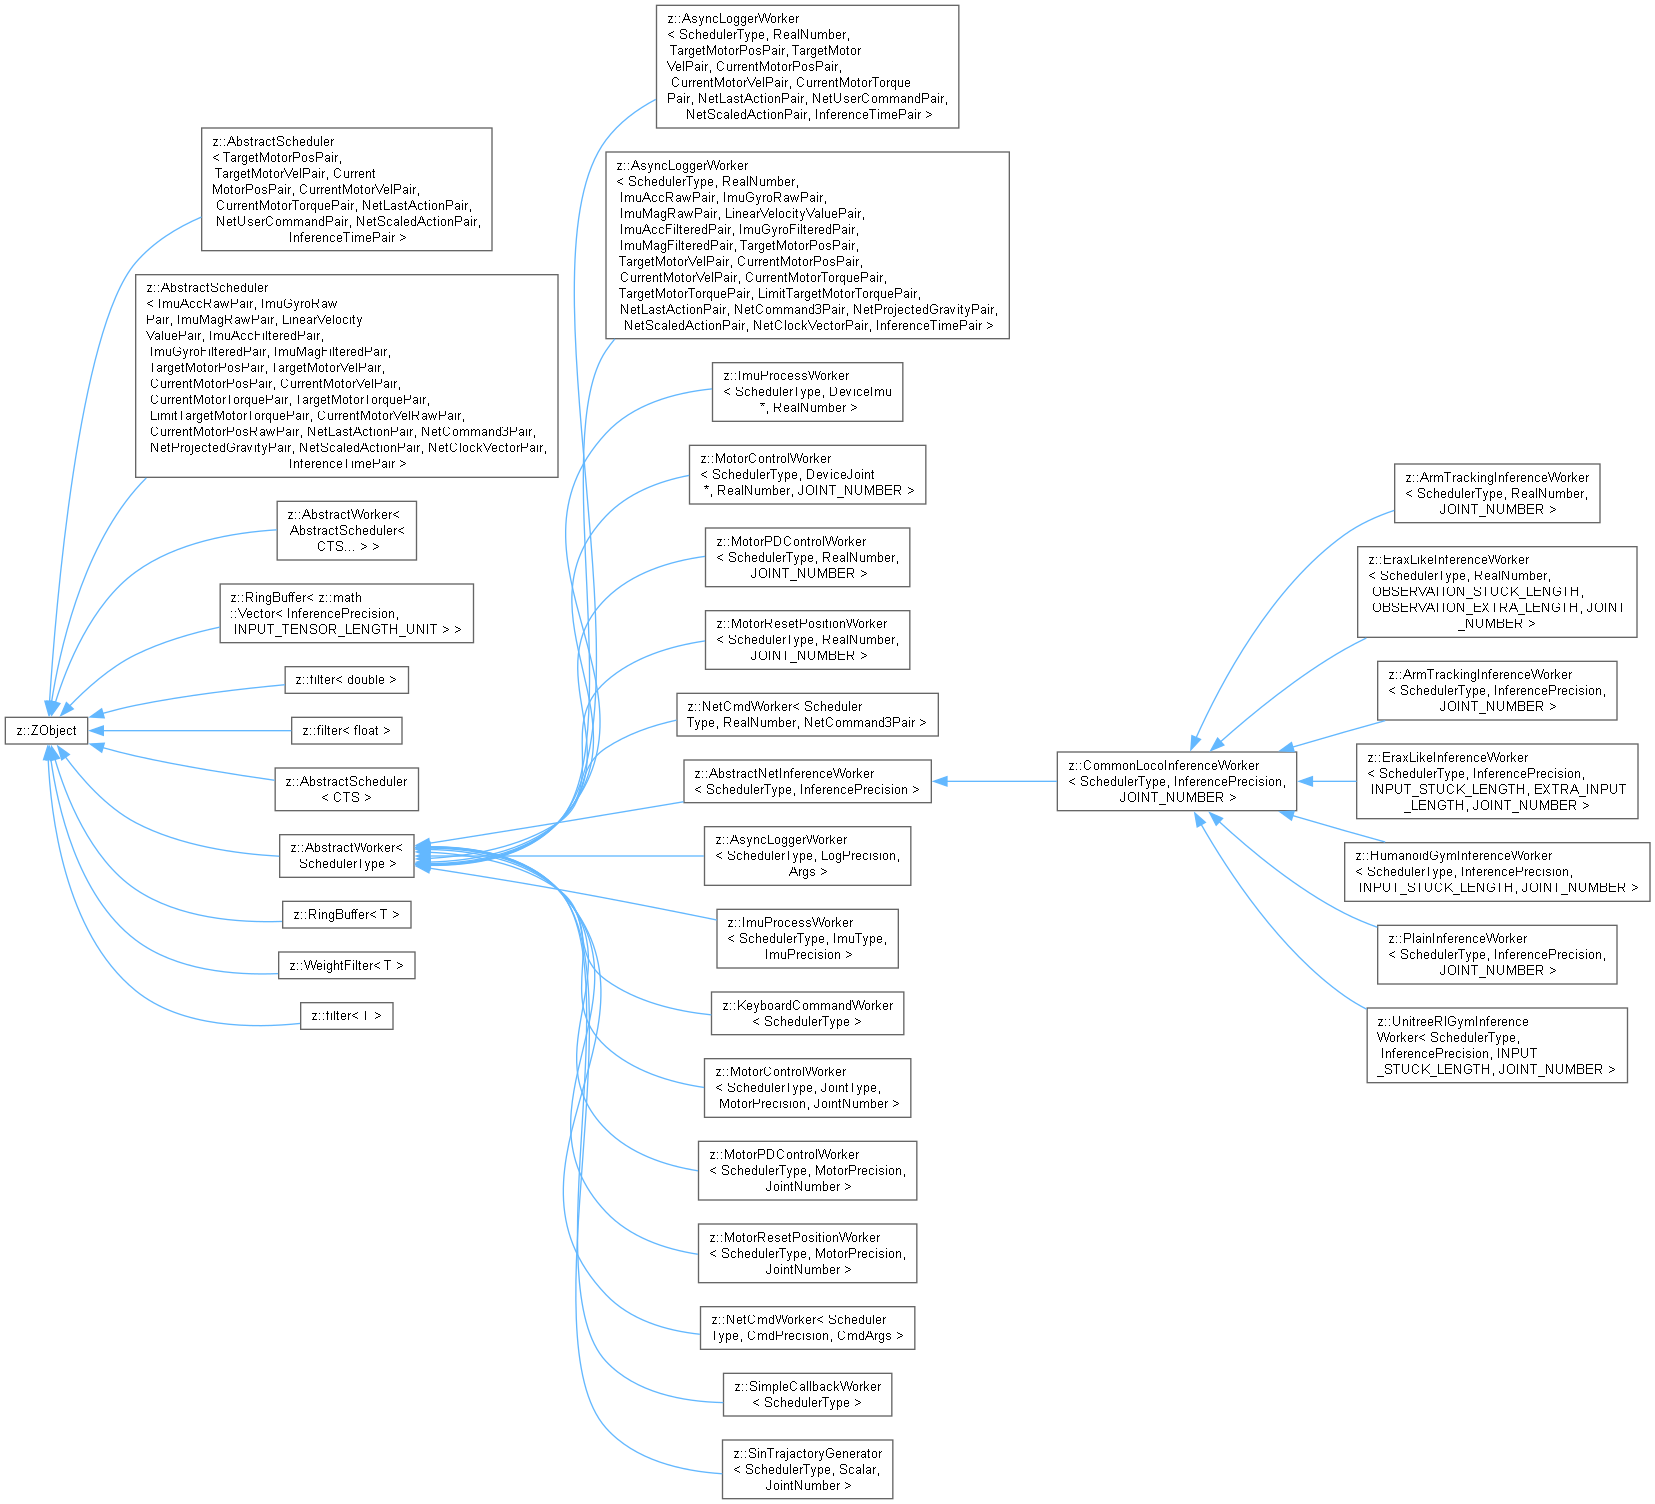 z::ZObject
z::AbstractScheduler
< TargetMotorPosPair,
TargetMotorVelPair, Current
MotorPosPair, CurrentMotorVelPair,
CurrentMotorTorquePair, NetLastActionPair,
NetUserCommandPair, NetScaledActionPair,
InferenceTimePair >
z::AbstractScheduler
< ImuAccRawPair, ImuGyroRaw
Pair, ImuMagRawPair, LinearVelocity
ValuePair, ImuAccFilteredPair,
ImuGyroFilteredPair, ImuMagFilteredPair,
TargetMotorPosPair, TargetMotorVelPair,
CurrentMotorPosPair, CurrentMotorVelPair,
CurrentMotorTorquePair, TargetMotorTorquePair,
LimitTargetMotorTorquePair, CurrentMotorVelRawPair,
CurrentMotorPosRawPair, NetLastActionPair, NetCommand3Pair,
NetProjectedGravityPair, NetScaledActionPair, NetClockVectorPair,
InferenceTimePair >
z::AbstractWorker<
AbstractScheduler<
CTS... > >
z::RingBuffer< z::math
::Vector< InferencePrecision,
INPUT_TENSOR_LENGTH_UNIT > >
z::filter< double >
z::filter< float >
z::AbstractScheduler
< CTS >
z::AbstractWorker<
SchedulerType >
z::RingBuffer< T >
z::WeightFilter< T >
z::filter< T >
z::AsyncLoggerWorker
< SchedulerType, RealNumber,
TargetMotorPosPair, TargetMotor
VelPair, CurrentMotorPosPair,
CurrentMotorVelPair, CurrentMotorTorque
Pair, NetLastActionPair, NetUserCommandPair,
NetScaledActionPair, InferenceTimePair >
z::AsyncLoggerWorker
< SchedulerType, RealNumber,
ImuAccRawPair, ImuGyroRawPair,
ImuMagRawPair, LinearVelocityValuePair,
ImuAccFilteredPair, ImuGyroFilteredPair,
ImuMagFilteredPair, TargetMotorPosPair,
TargetMotorVelPair, CurrentMotorPosPair,
CurrentMotorVelPair, CurrentMotorTorquePair,
TargetMotorTorquePair, LimitTargetMotorTorquePair,
NetLastActionPair, NetCommand3Pair, NetProjectedGravityPair,
NetScaledActionPair, NetClockVectorPair, InferenceTimePair >
z::ImuProcessWorker
< SchedulerType, DeviceImu
*, RealNumber >
z::MotorControlWorker
< SchedulerType, DeviceJoint
*, RealNumber, JOINT_NUMBER >
z::MotorPDControlWorker
< SchedulerType, RealNumber,
JOINT_NUMBER >
z::MotorResetPositionWorker
< SchedulerType, RealNumber,
JOINT_NUMBER >
z::NetCmdWorker< Scheduler
Type, RealNumber, NetCommand3Pair >
z::AbstractNetInferenceWorker
< SchedulerType, InferencePrecision >
z::AsyncLoggerWorker
< SchedulerType, LogPrecision,
Args >
z::ImuProcessWorker
< SchedulerType, ImuType,
ImuPrecision >
z::KeyboardCommandWorker
< SchedulerType >
z::MotorControlWorker
< SchedulerType, JointType,
MotorPrecision, JointNumber >
z::MotorPDControlWorker
< SchedulerType, MotorPrecision,
JointNumber >
z::MotorResetPositionWorker
< SchedulerType, MotorPrecision,
JointNumber >
z::NetCmdWorker< Scheduler
Type, CmdPrecision, CmdArgs >
z::SimpleCallbackWorker
< SchedulerType >
z::SinTrajactoryGenerator
< SchedulerType, Scalar,
JointNumber >
z::CommonLocoInferenceWorker
< SchedulerType, InferencePrecision,
JOINT_NUMBER >
z::ArmTrackingInferenceWorker
< SchedulerType, RealNumber,
JOINT_NUMBER >
z::EraxLikeInferenceWorker
< SchedulerType, RealNumber,
OBSERVATION_STUCK_LENGTH,
OBSERVATION_EXTRA_LENGTH, JOINT
_NUMBER >
z::ArmTrackingInferenceWorker
< SchedulerType, InferencePrecision,
JOINT_NUMBER >
z::EraxLikeInferenceWorker
< SchedulerType, InferencePrecision,
INPUT_STUCK_LENGTH, EXTRA_INPUT
_LENGTH, JOINT_NUMBER >
z::HumanoidGymInferenceWorker
< SchedulerType, InferencePrecision,
INPUT_STUCK_LENGTH, JOINT_NUMBER >
z::PlainInferenceWorker
< SchedulerType, InferencePrecision,
JOINT_NUMBER >
z::UnitreeRlGymInference
Worker< SchedulerType,
InferencePrecision, INPUT
_STUCK_LENGTH, JOINT_NUMBER >